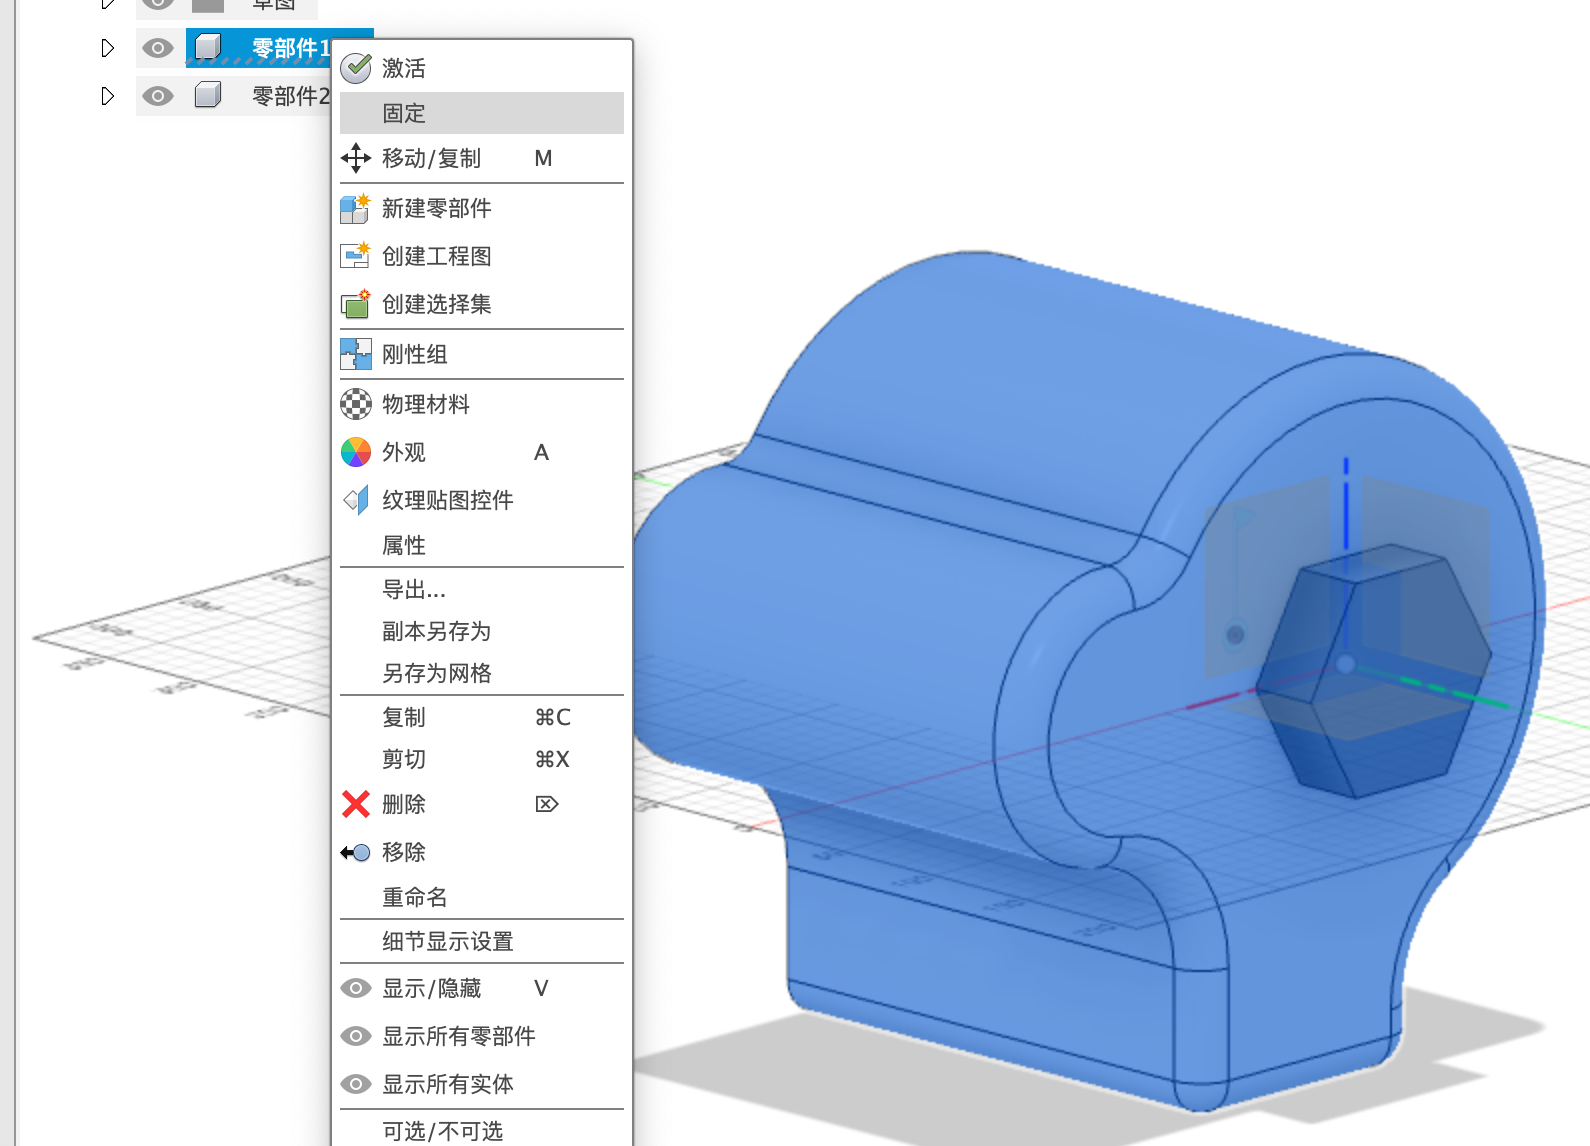 草图
零部件1
零部件2
激活
固定
移动/复制 M
新建零部件
创建工程图
创建选择集
刚性组
物理材料
外观 A
纹理贴图控件
属性
导出...
副本另存为
另存为网格
复制 ⌘C
剪切 ⌘X
删除 ⌦
移除
重命名
细节显示设置
显示/隐藏 V
显示所有零部件
显示所有实体
可选/不可选